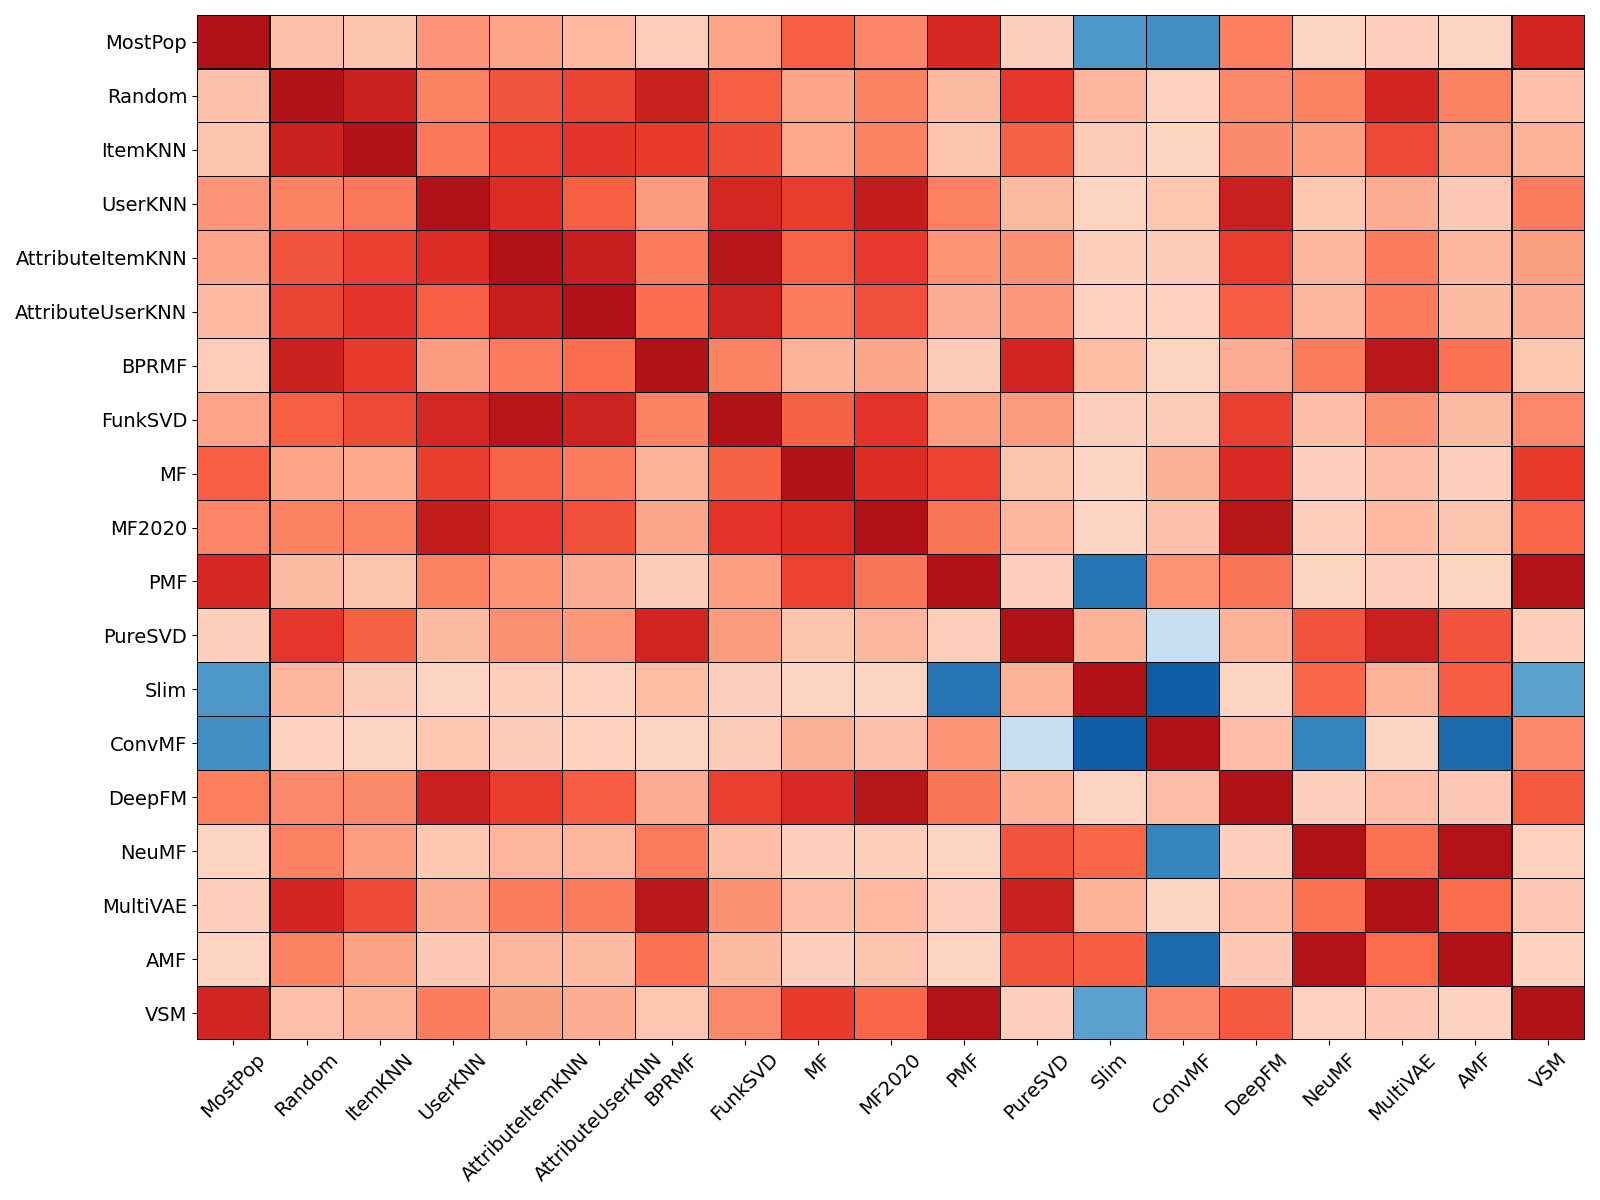 MostPop
Random
ItemKNN
UserKNN
AttributeItemKNN
AttributeUserKNN
BPRMF
FunkSVD
MF
MF2020
PMF
PureSVD
Slim
ConvMF
DeepFM
NeuMF
MultiVAE
AMF
VSM
MostPop
Random
ItemKNN
UserKNN
AttributeItemKNN
AttributeUserKNN
BPRMF
FunkSVD
MF
MF2020
PMF
PureSVD
Slim
ConvMF
DeepFM
NeuMF
MultiVAE
AMF
VSM